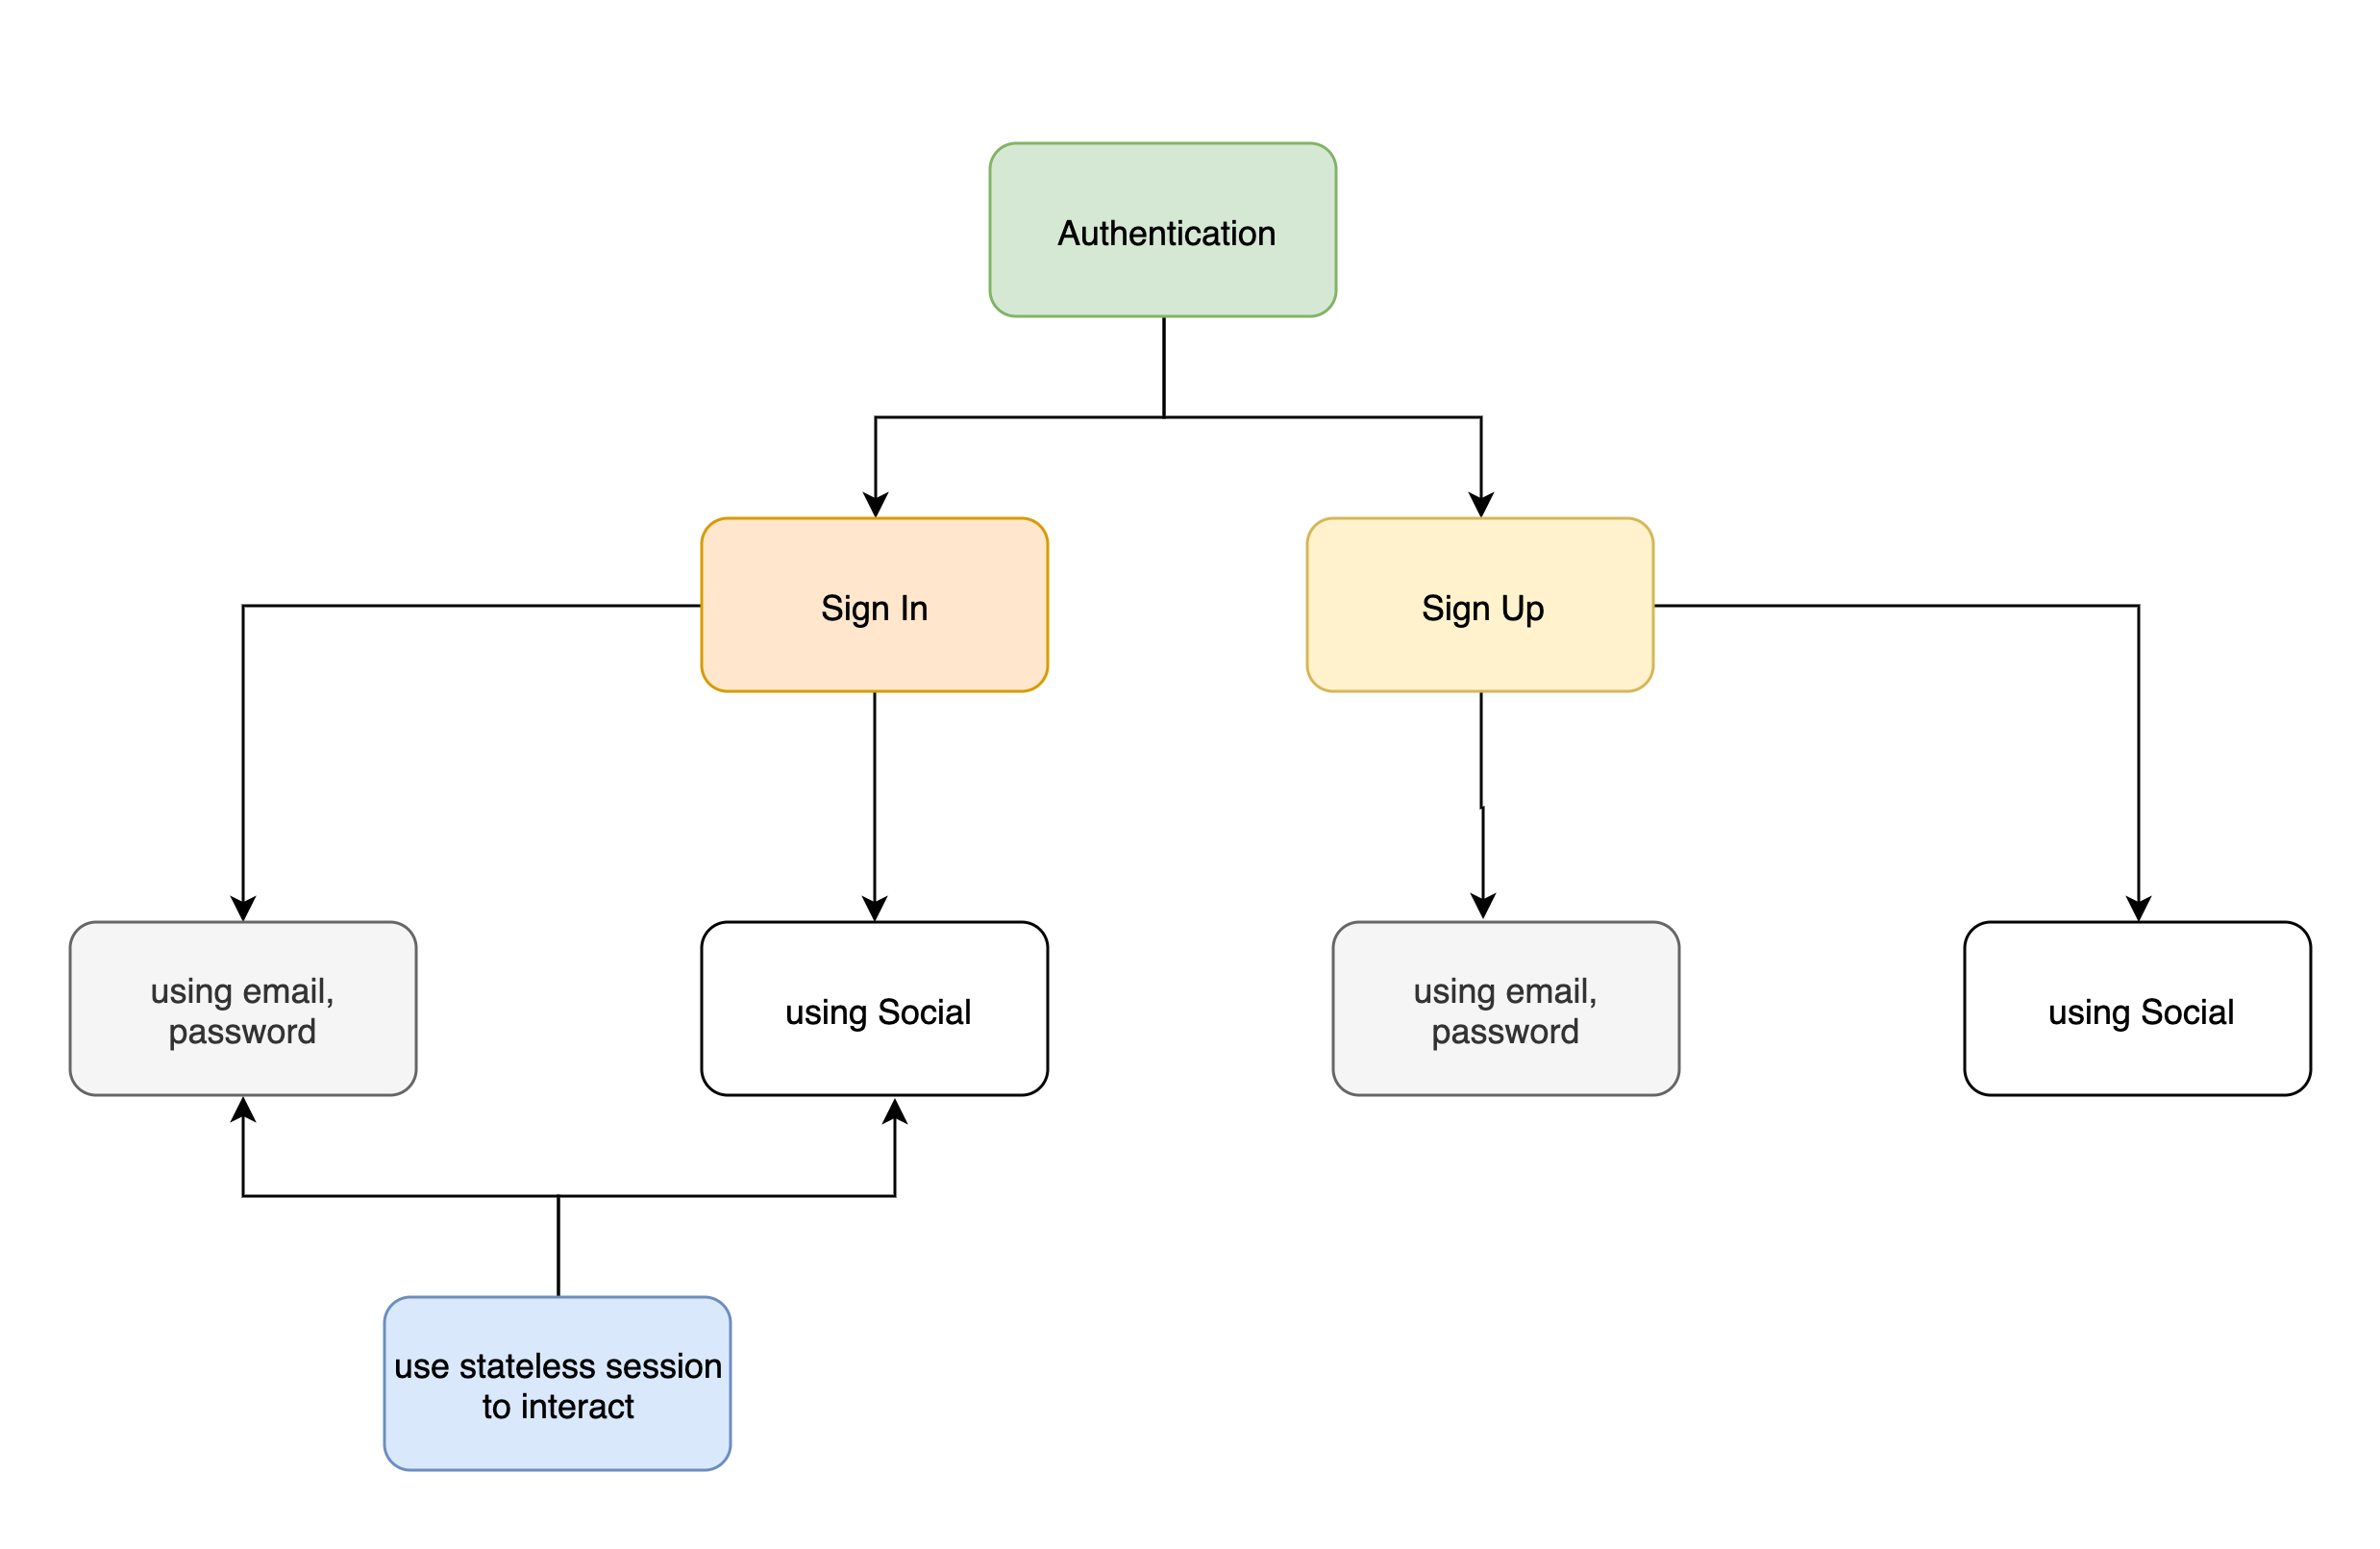 Authentication
Sign In
Sign Up
using email,
password
using Social
using email,
password
using Social
use stateless session
to interact